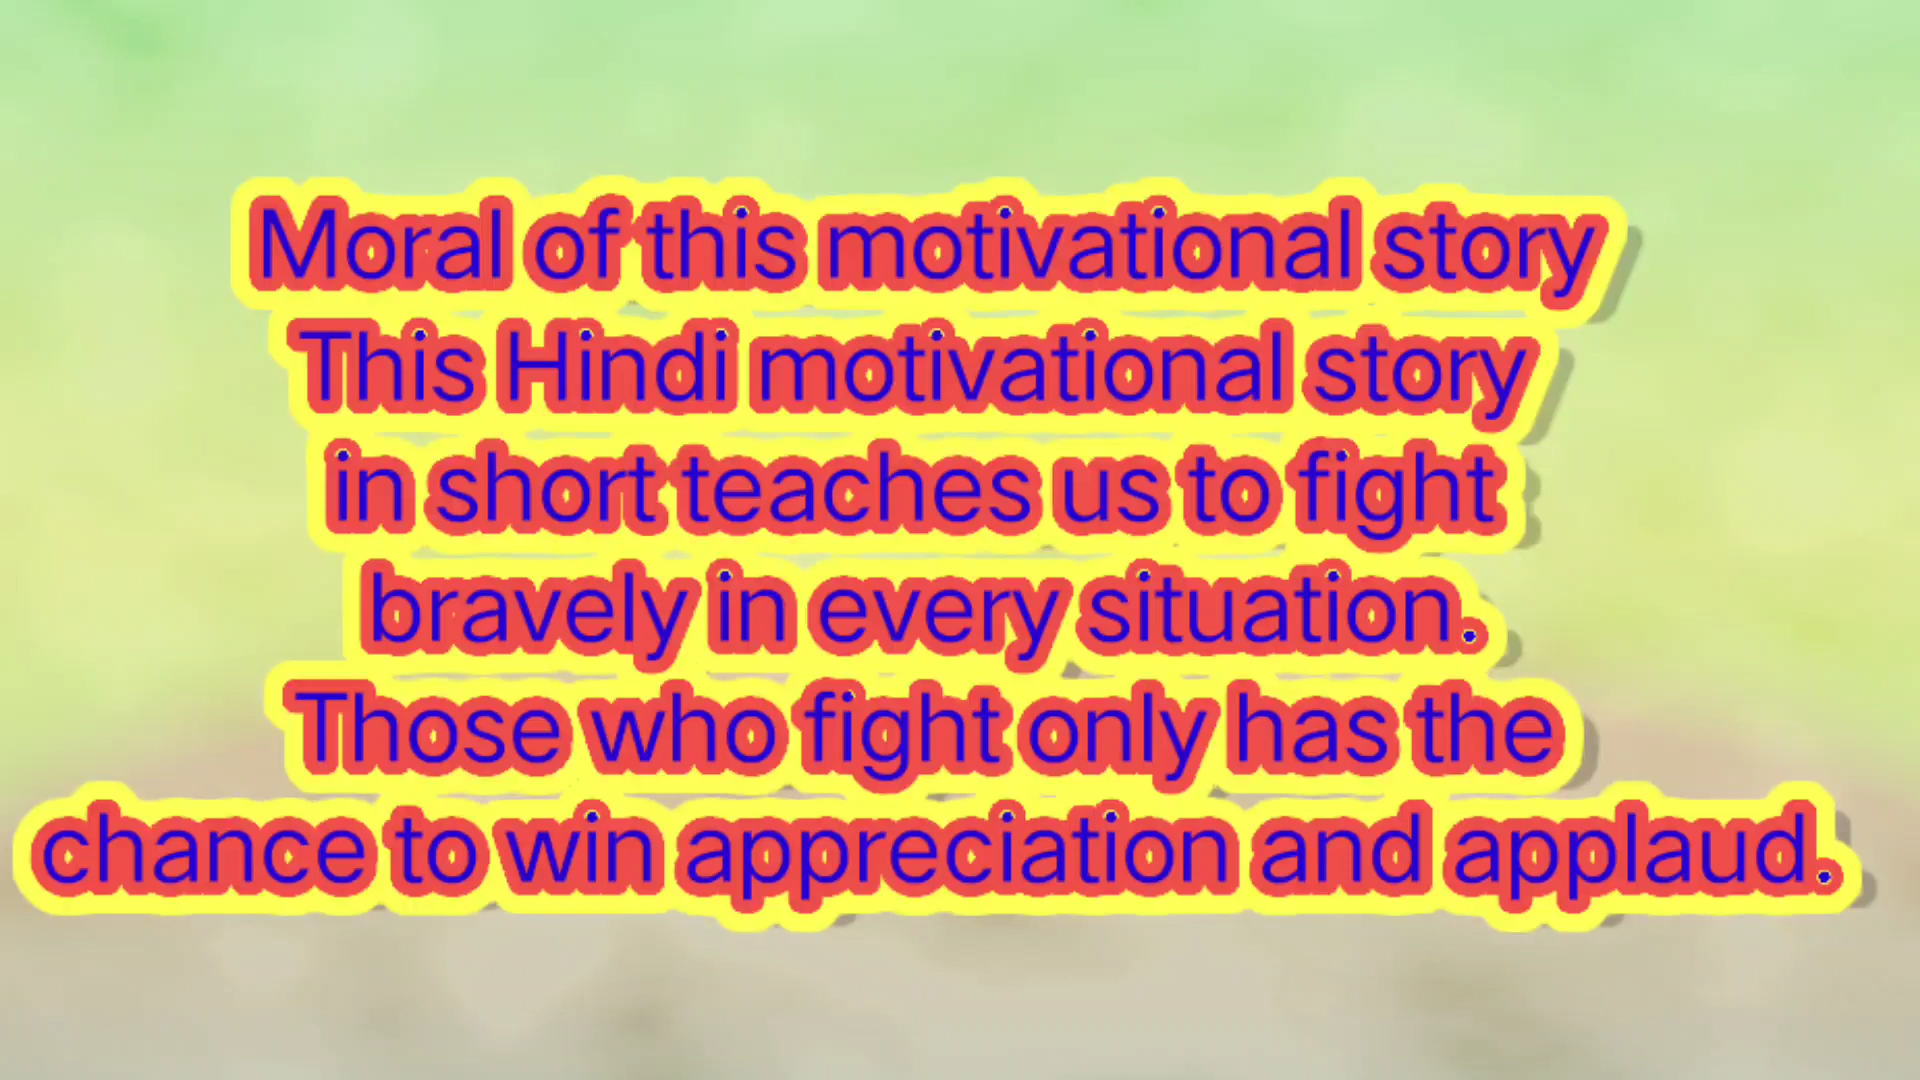 Moral of this motivational story
This Hindi motivational story
in short teaches us to fight
bravely in every situation.
Those who fight only has the
chance to win appreciation and applaud.